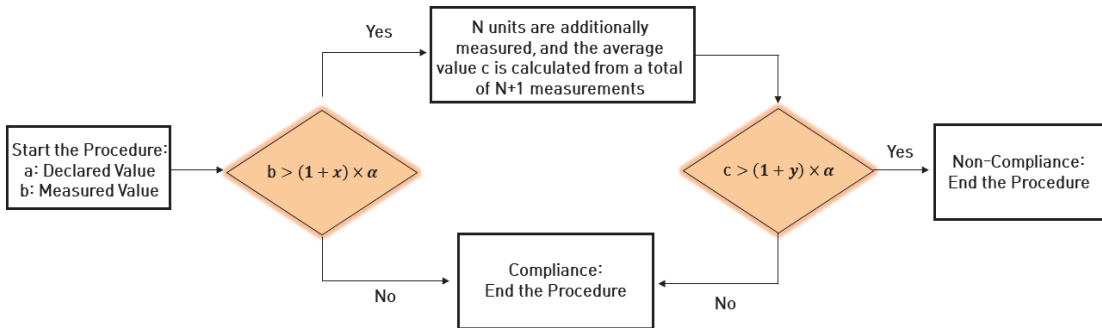 Start the Procedure:
a: Declared Value
b: Measured Value
b > (1 + x) × α
Yes
N units are additionally
measured, and the average
value c is calculated from a total
of N+1 measurements
c > (1 + y) × α
Yes
Non-Compliance:
End the Procedure
No
Compliance:
End the Procedure
No